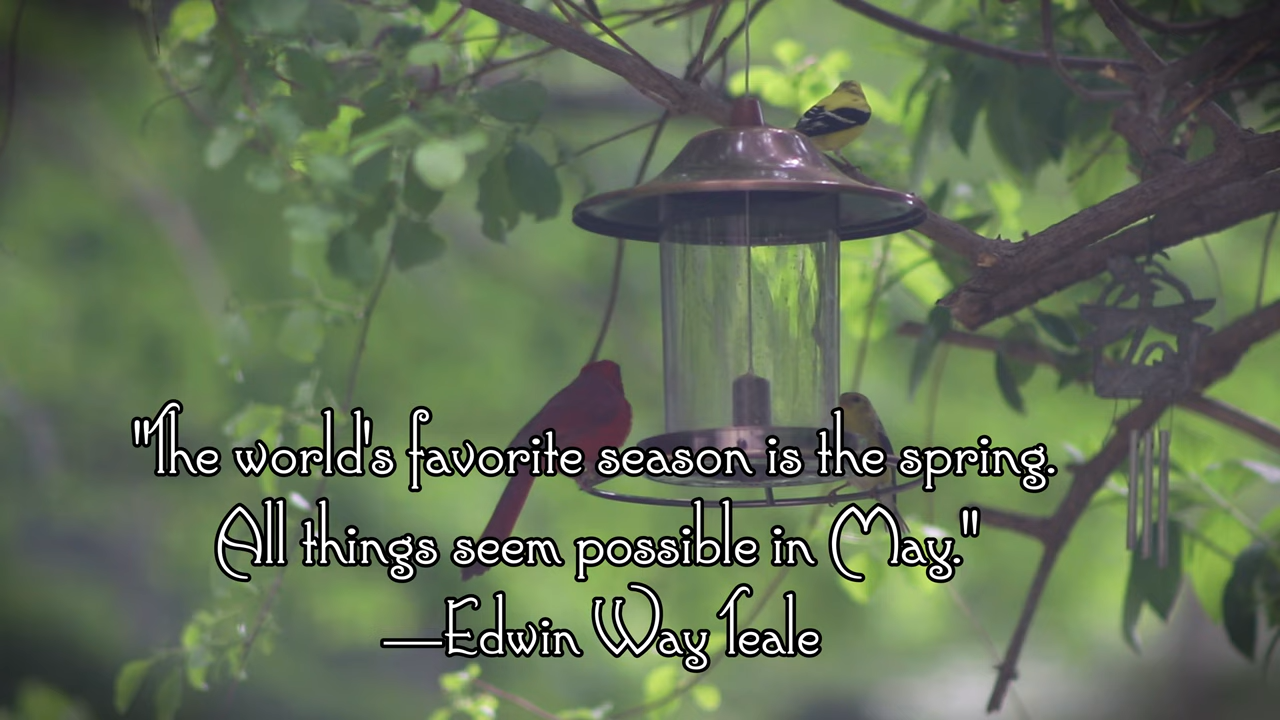 "The world's favorite season is the spring.
All things seem possible in May."
—Edwin Way Teale